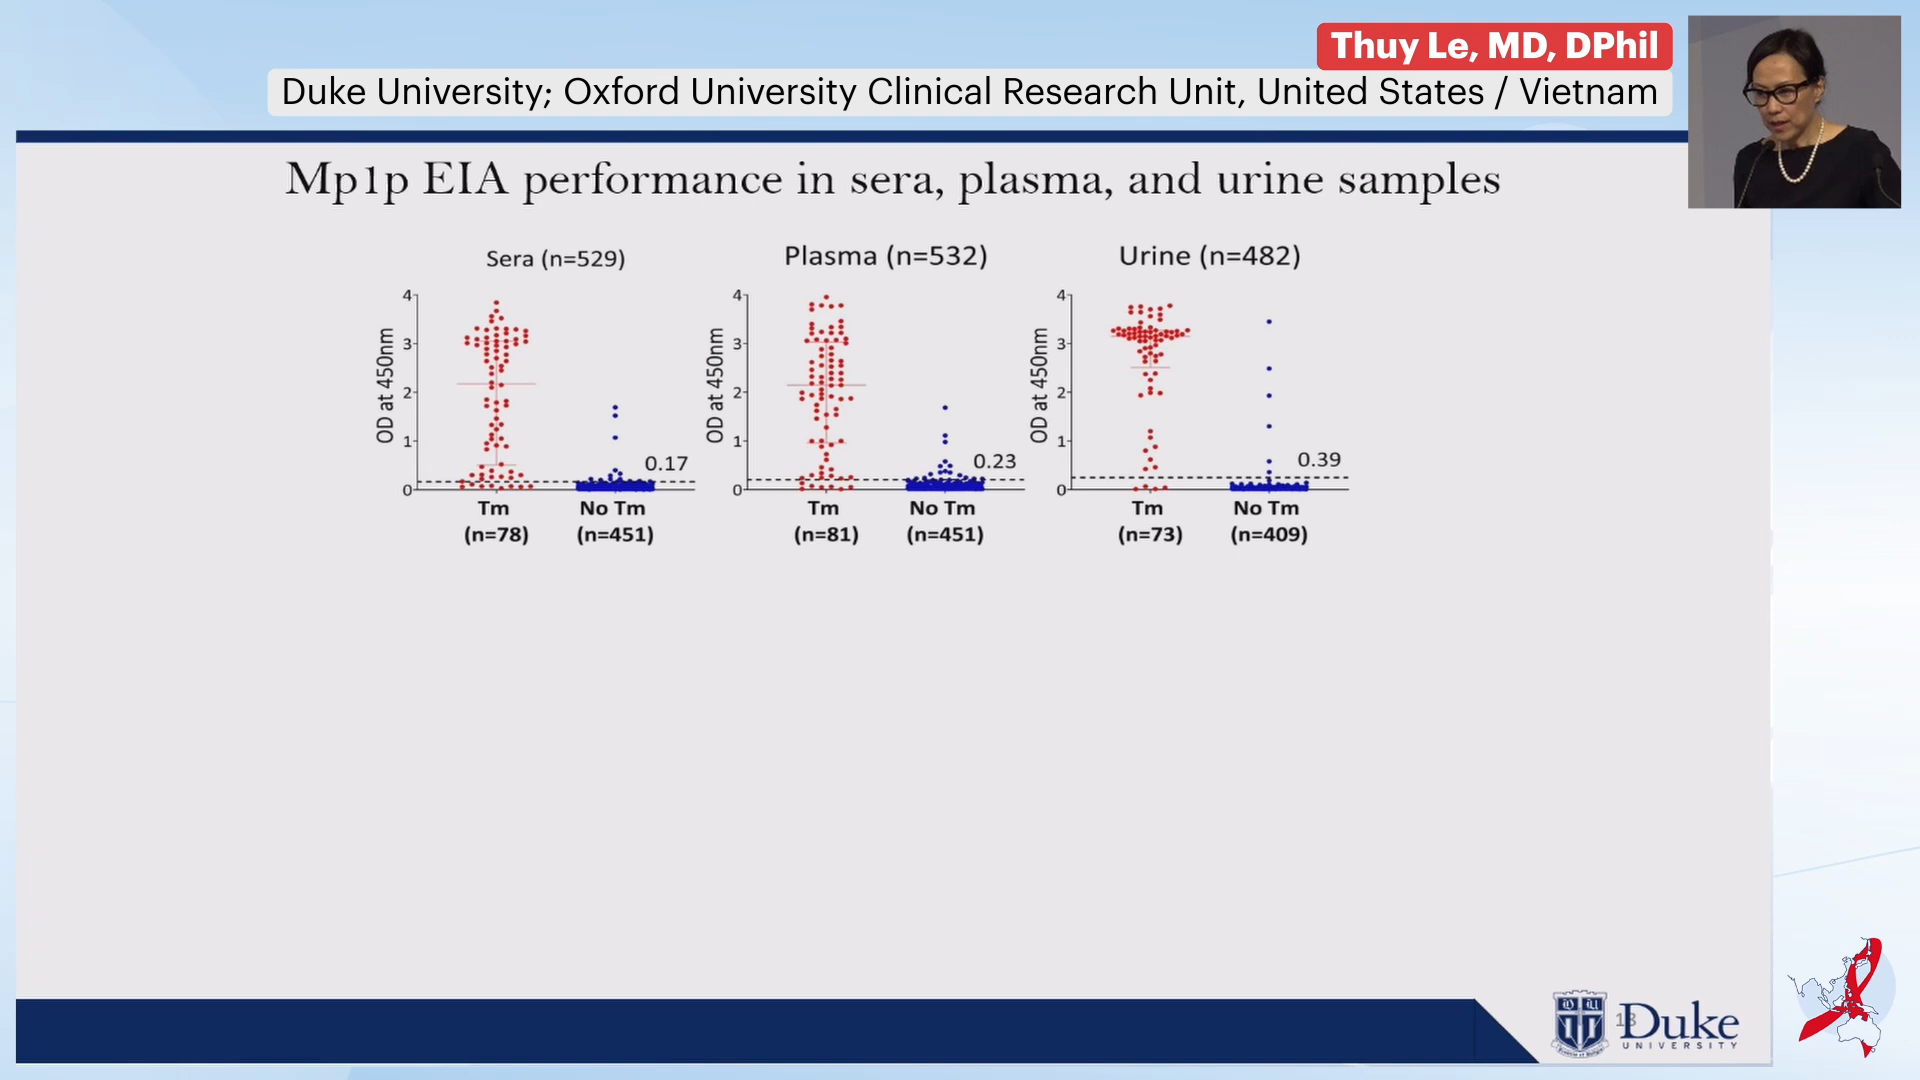 Thuy Le, MD, DPhil
Duke University; Oxford University Clinical Research Unit, United States / Vietnam
Mp1p EIA performance in sera, plasma, and urine samples
Sera (n=529)
OD at 450nm
4
3
2
1
0
0.17
Tm
(n=78)
No Tm
(n=451)
Plasma (n=532)
OD at 450nm
4
3
2
1
0
0.23
Tm
(n=81)
No Tm
(n=451)
Urine (n=482)
OD at 450nm
4
3
2
1
0
0.39
Tm
(n=73)
No Tm
(n=409)
13
Duke
UNIVERSITY